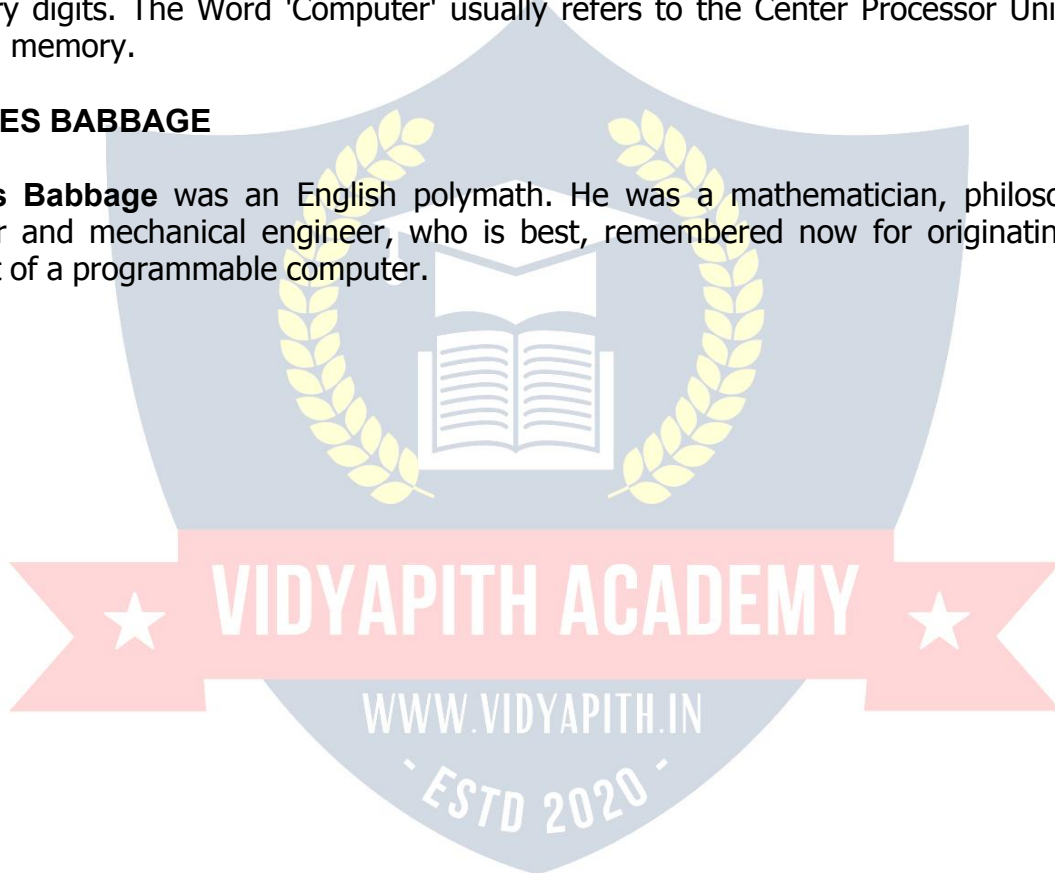 ry digits. The Word 'Computer' usually refers to the Center Processor Uni
memory.
ES BABBAGE
s Babbage was an English polymath. He was a mathematician, philoso
r and mechanical engineer, who is best, remembered now for originatin
t of a programmable computer.
VIDYAPITH ACADEMY
WWW.VIDYAPITH.IN
- ESTD 2020 -